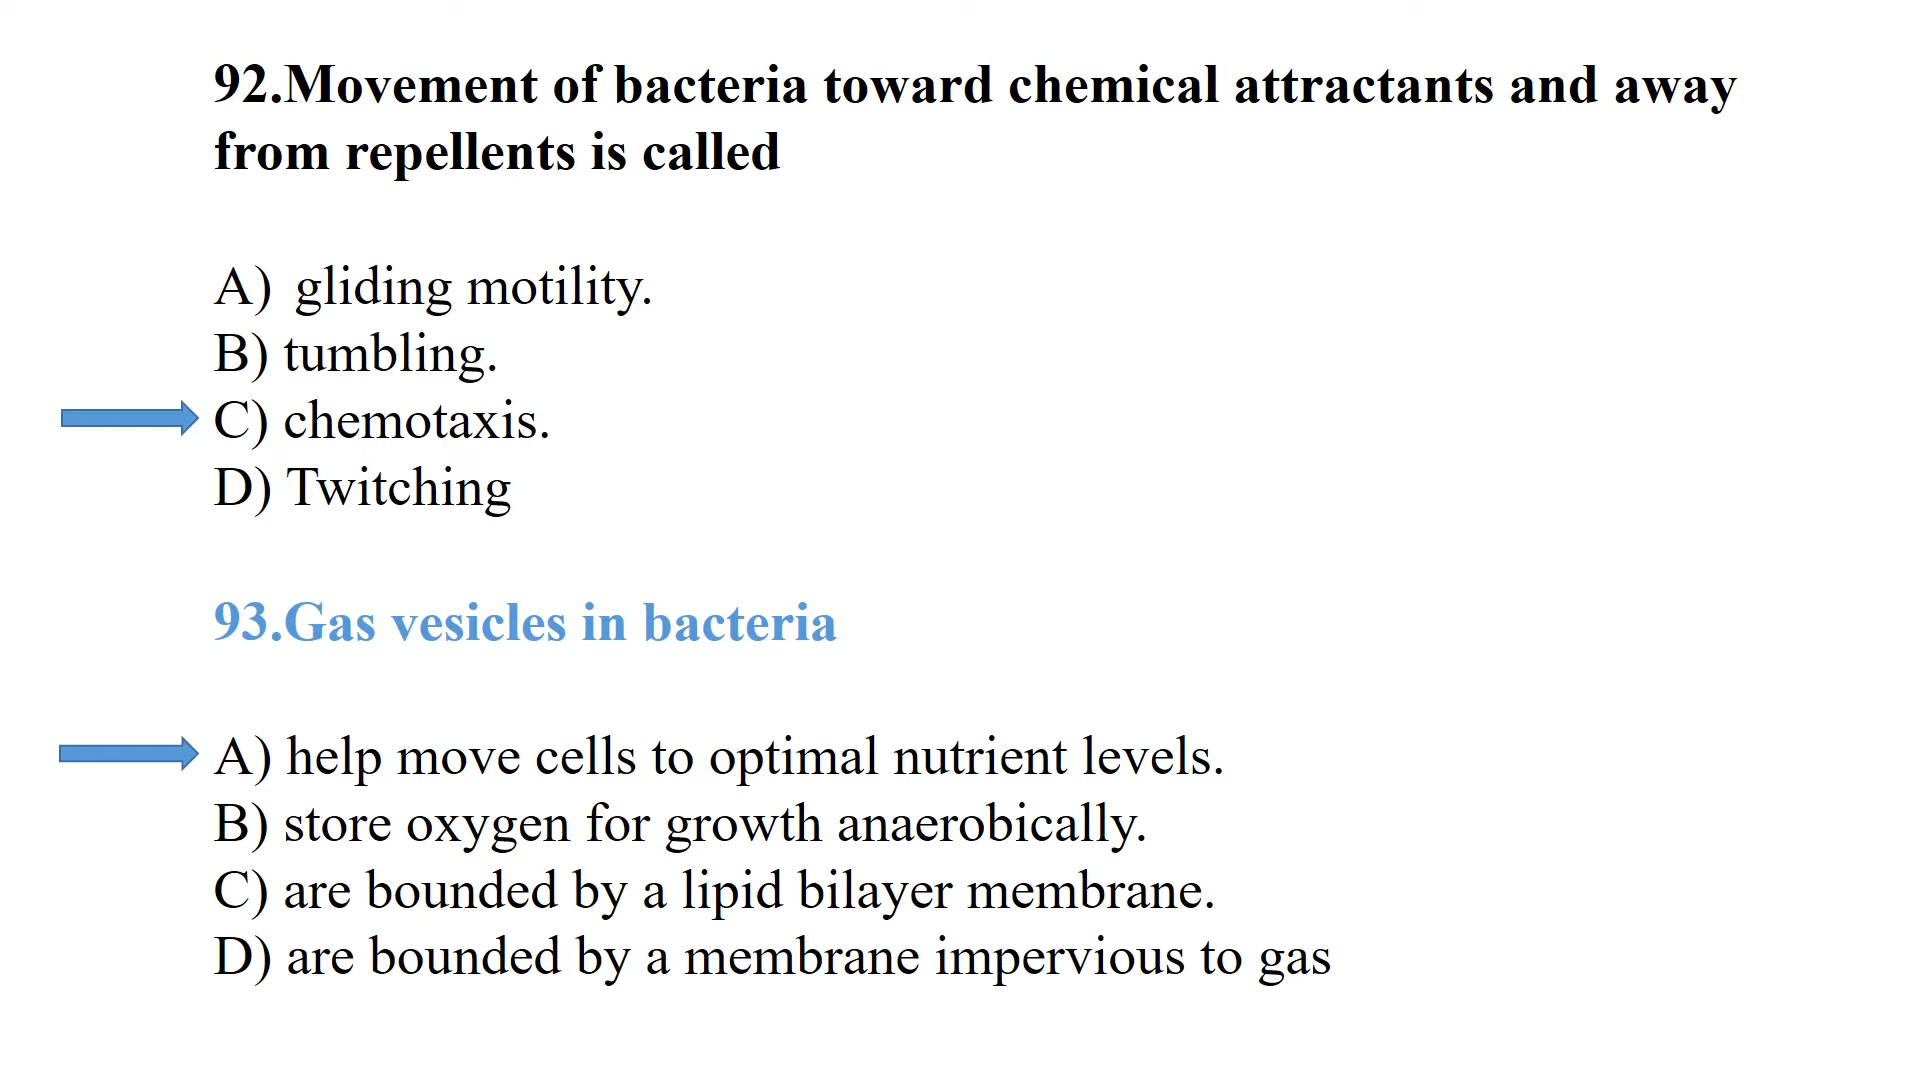 92.Movement of bacteria toward chemical attractants and away
from repellents is called
A) gliding motility.
B) tumbling.
C) chemotaxis.
D) Twitching
93.Gas vesicles in bacteria
A) help move cells to optimal nutrient levels.
B) store oxygen for growth anaerobically.
C) are bounded by a lipid bilayer membrane.
D) are bounded by a membrane impervious to gas